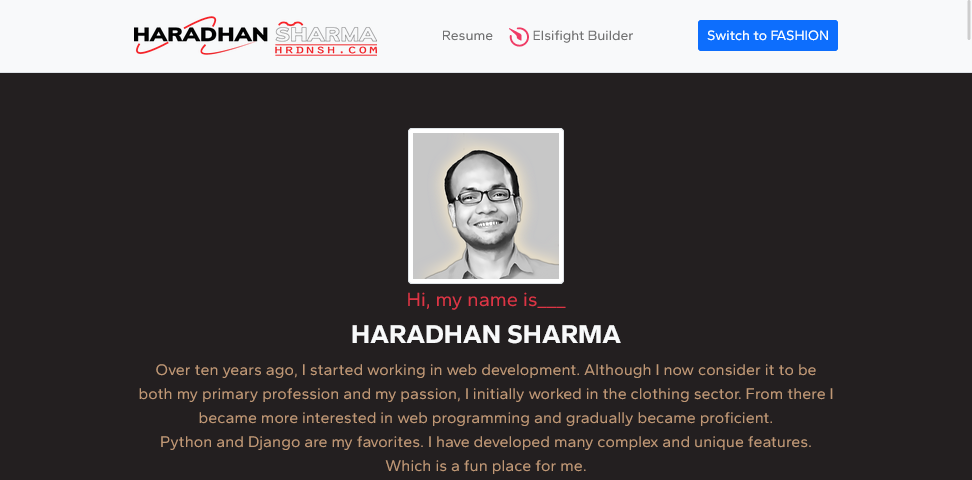 HARADHAN SHARMA
HRDNSH.COM
Resume
Elsifight Builder
Switch to FASHION
Hi, my name is___
HARADHAN SHARMA
Over ten years ago, I started working in web development. Although I now consider it to be
both my primary profession and my passion, I initially worked in the clothing sector. From there I
became more interested in web programming and gradually became proficient.
Python and Django are my favorites. I have developed many complex and unique features.
Which is a fun place for me.